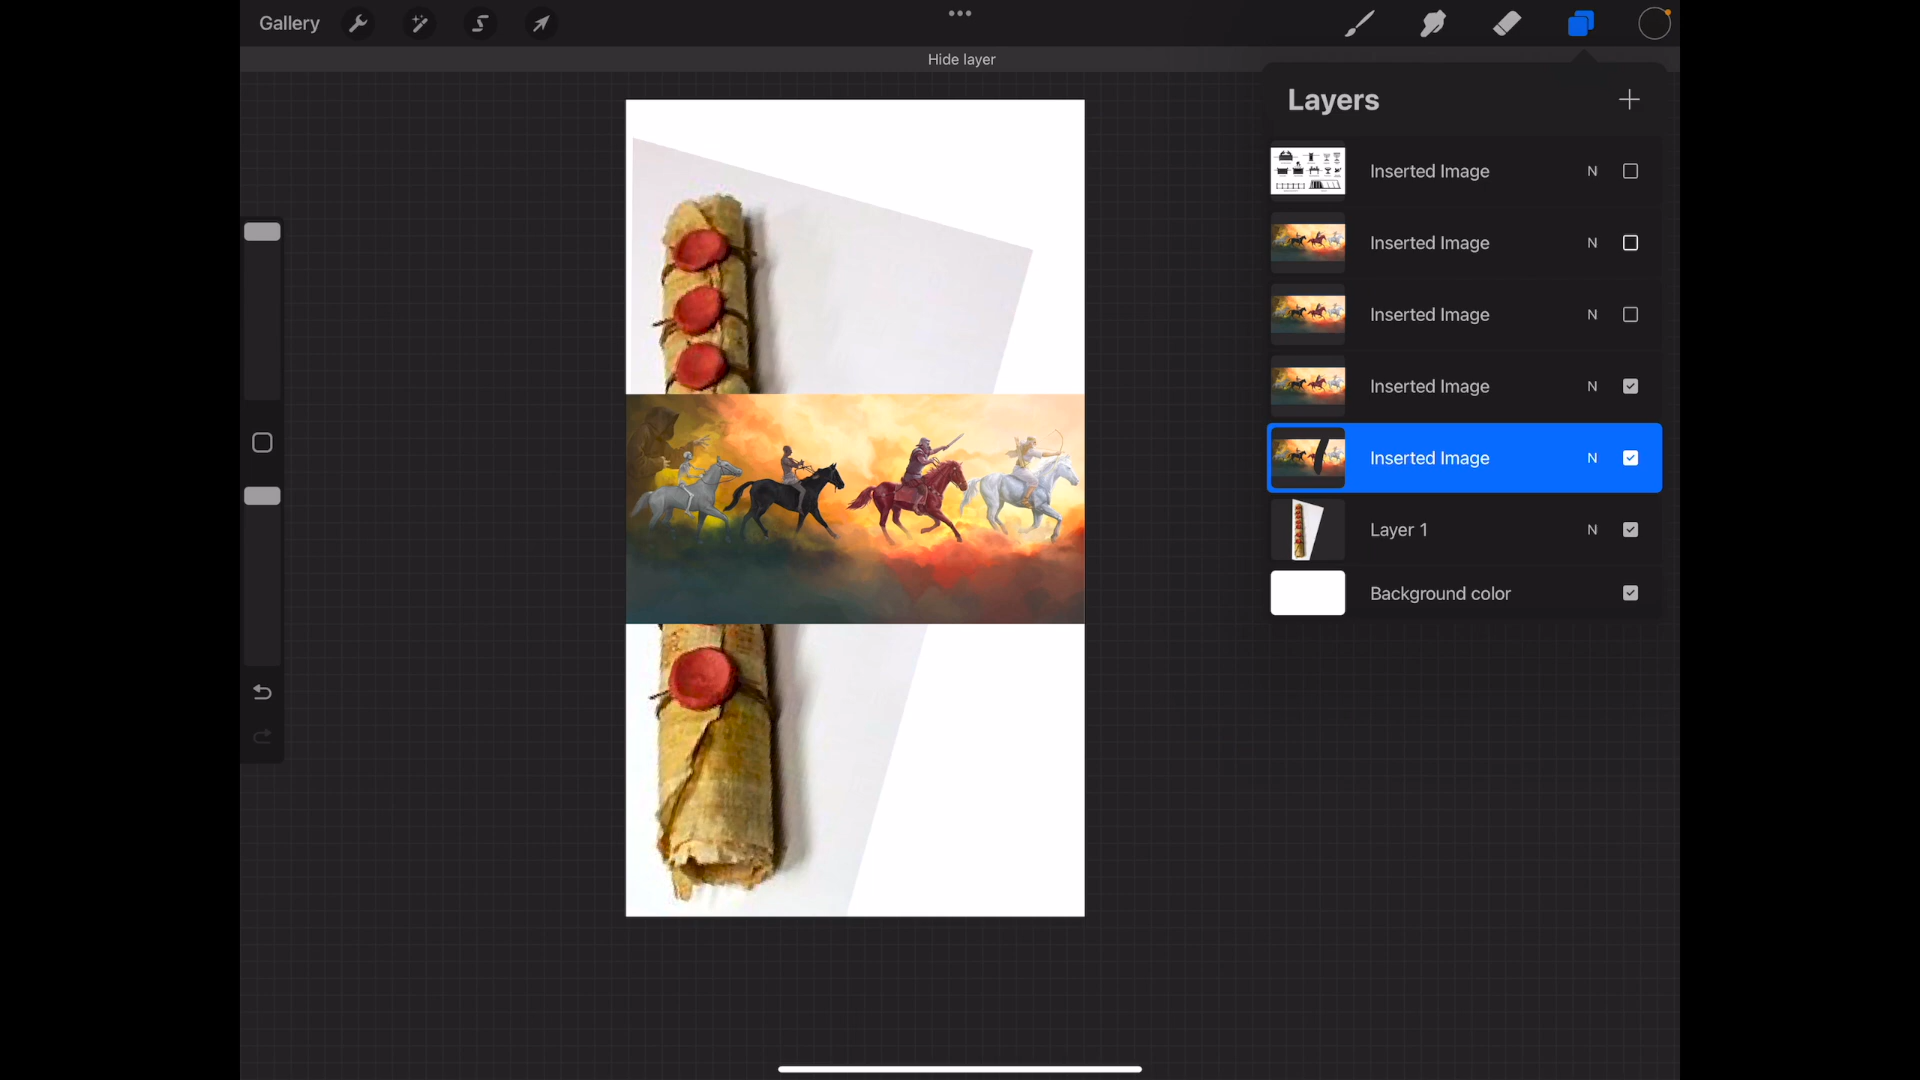 Gallery
Hide layer
Layers
Inserted Image N
Inserted Image N
Inserted Image N
Inserted Image N
Inserted Image N
Layer 1 N
Background color